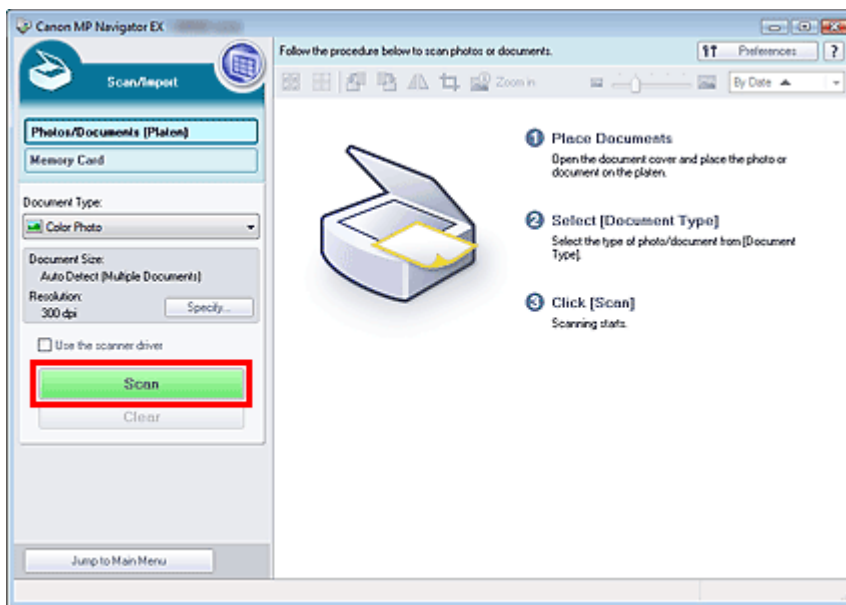 Canon MP Navigator EX
Scan/Import
Photos/Documents (Platen)
Memory Card
Document Type:
Color Photo
Document Size:
Auto Detect (Multiple Documents)
Resolution:
300 dpi
Specify...
Use the scanner driver
Scan
Clear
Jump to Main Menu
Follow the procedure below to scan photos or documents.
Preferences
?
Zoom in
By Date
1 Place Documents
Open the document cover and place the photo or
document on the platen.
2 Select [Document Type]
Select the type of photo/document from [Document
Type].
3 Click [Scan]
Scanning starts.